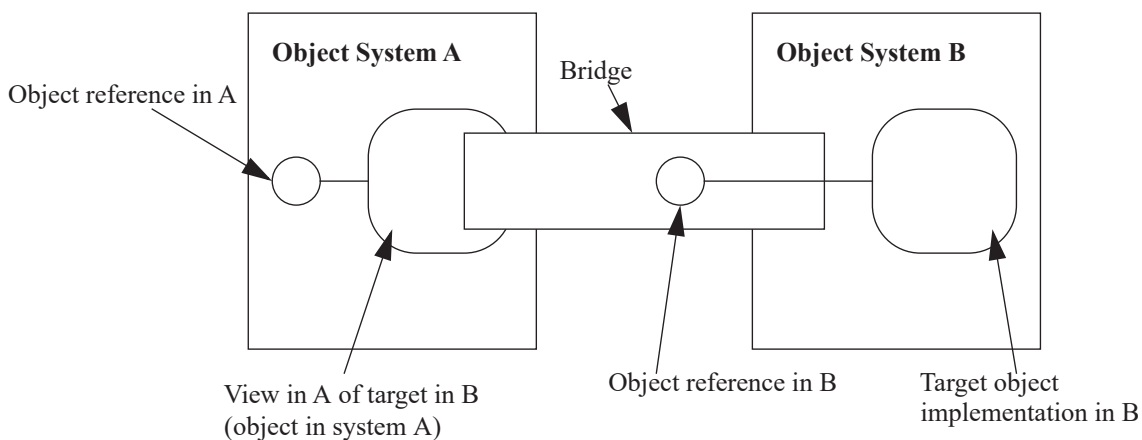 Object System A
Object System B
Bridge
Object reference in A
View in A of target in B
(object in system A)
Object reference in B
Target object
implementation in B